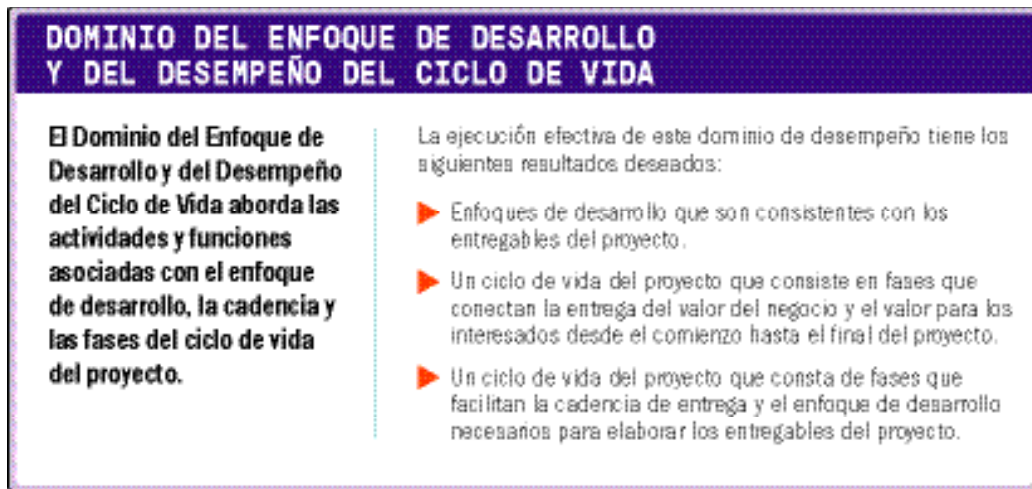 DOMINIO DEL ENFOQUE DE DESARROLLO
Y DEL DESEMPEÑO DEL CICLO DE VIDA
El Dominio del Enfoque de
Desarrollo y del Desempeño
del Ciclo de Vida aborda las
actividades y funciones
asociadas con el enfoque
de desarrollo, la cadencia y
las fases del ciclo de vida
del proyecto.
La ejecución efectiva de este dominio de desempeño tiene los
siguientes resultados deseados:
Enfoques de desarrollo que son consistentes con los
entregables del proyecto.
Un ciclo de vida del proyecto que consiste en fases que
conectan la entrega del valor del negocio y el valor para los
interesados desde el comienzo hasta el final del proyecto.
Un ciclo de vida del proyecto que consta de fases que
facilitan la cadencia de entrega y el enfoque de desarrollo
necesarios para elaborar los entregables del proyecto.